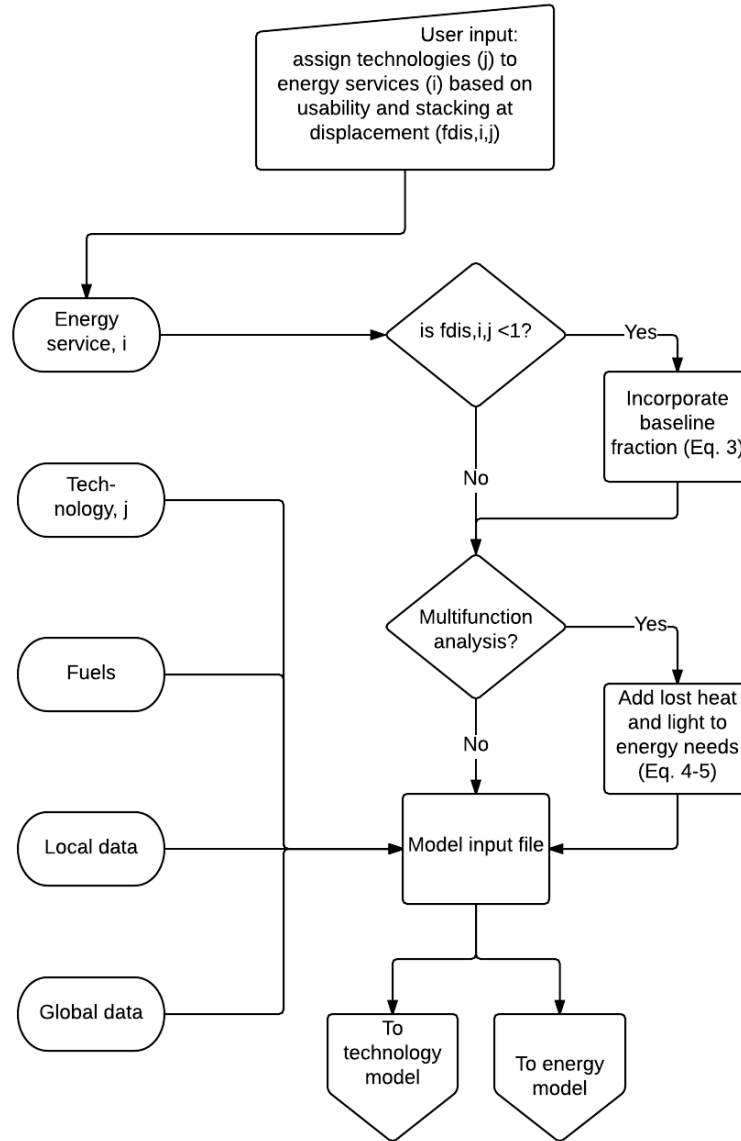 User input:
assign technologies (j) to
energy services (i) based on
usability and stacking at
displacement (fdis,i,j)
Energy
service, i
is fdis,i,j <1?
Yes
Incorporate
baseline
fraction (Eq. 3)
No
Tech-
nology, j
Multifunction
analysis?
Yes
Fuels
Add lost heat
and light to
energy needs
(Eq. 4-5)
No
Local data
Model input file
Global data
To
technology
model
To energy
model